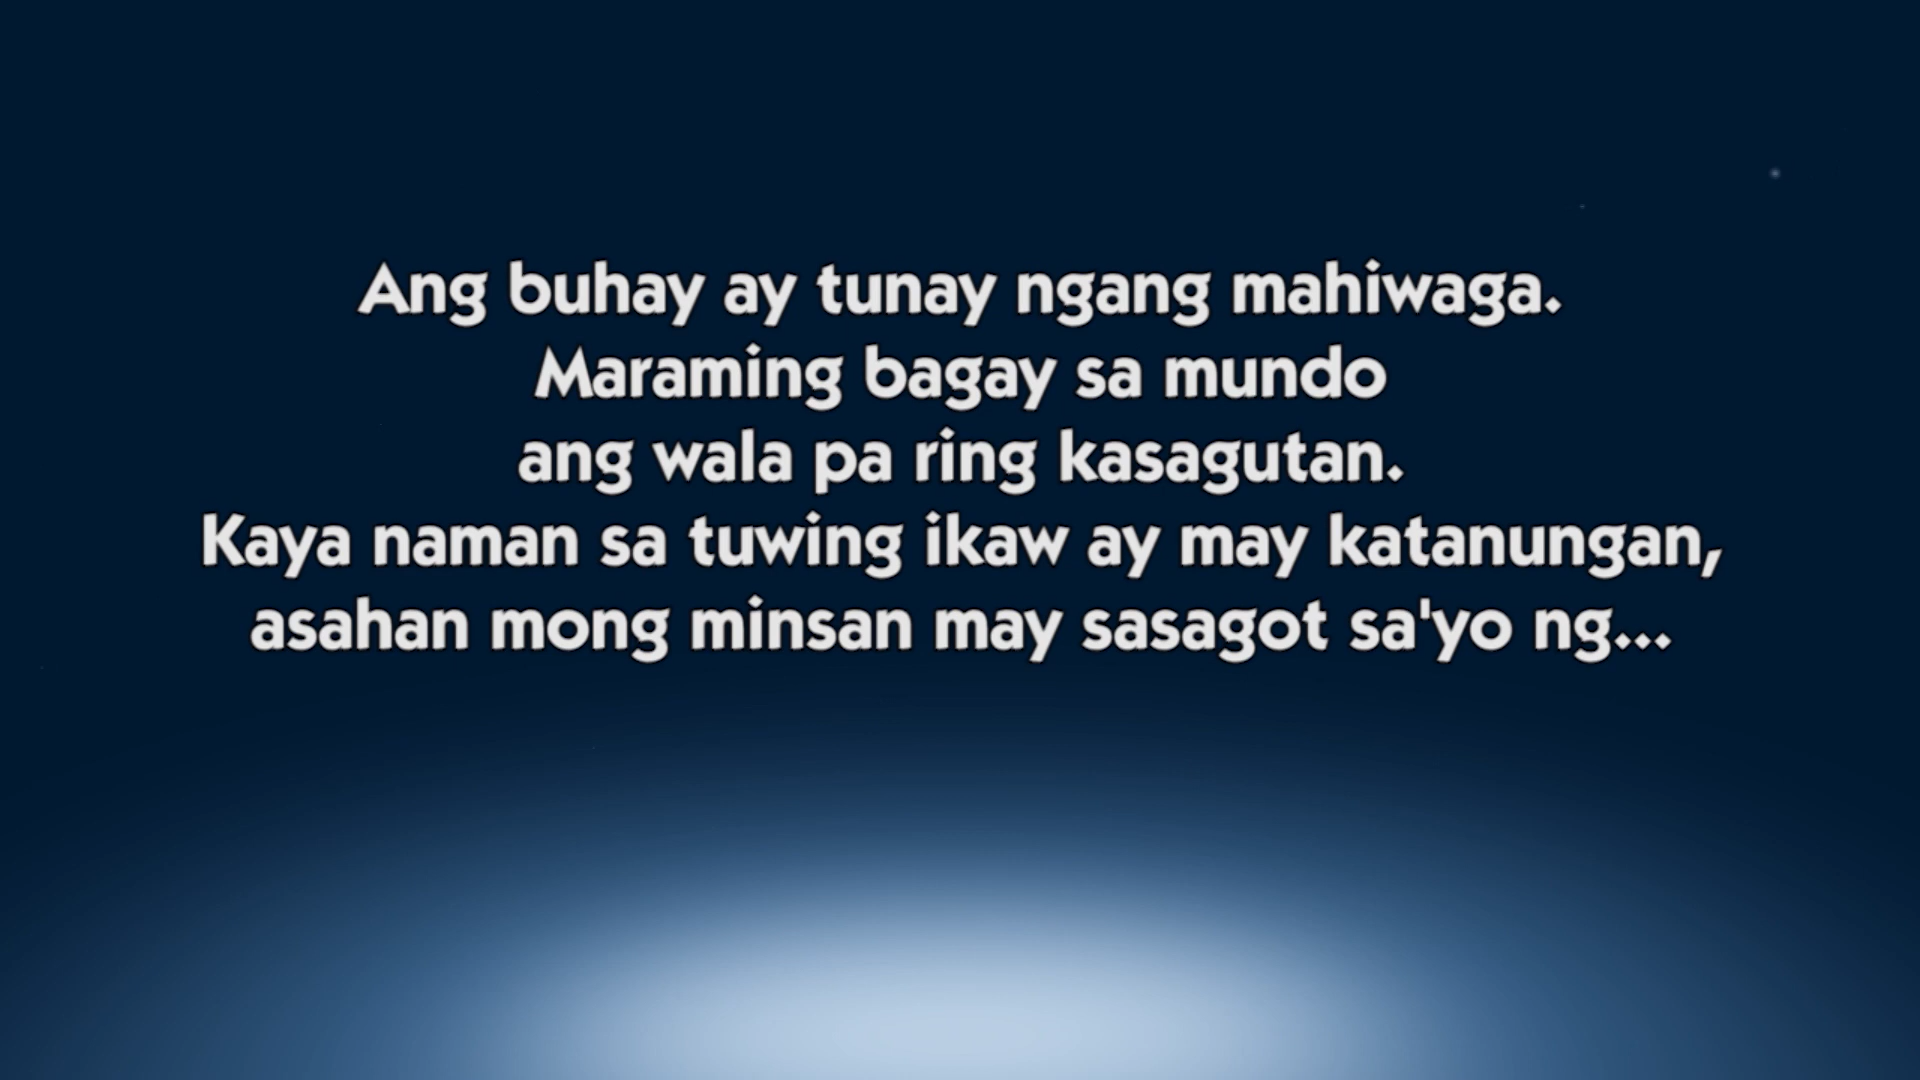 Ang buhay ay tunay ngang mahiwaga.
Maraming bagay sa mundo
ang wala pa ring kasagutan.
Kaya naman sa tuwing ikaw ay may katanungan,
asahan mong minsan may sasagot sa'yo ng...